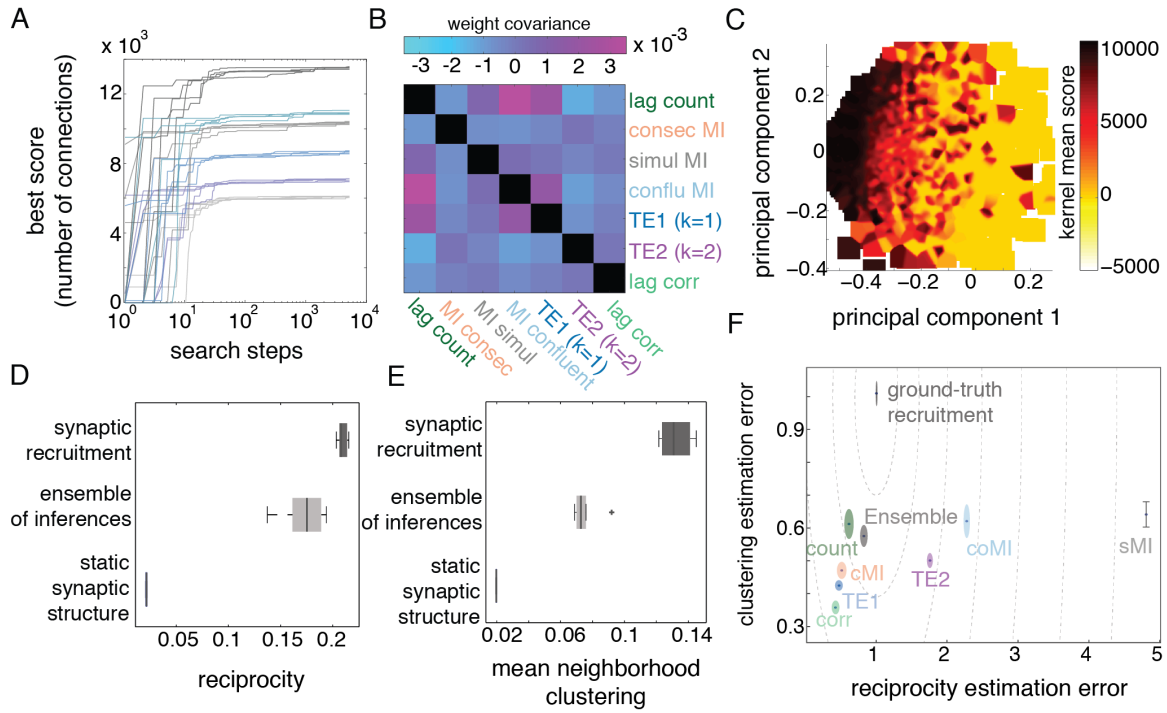 A
x 10³
best score
(number of connections)
12
8
4
0
10⁰
10¹
10²
10³
10⁴
search steps
B
weight covariance
x 10⁻³
-3 -2 -1 0 1 2 3
lag count
consec MI
simul MI
conflu MI
TE1 (k=1)
TE2 (k=2)
lag corr
lag count
MI consec
MI simul
MI confluent
TE1 (k=1)
TE2 (k=2)
lag corr
C
principal component 2
0.2
0
−0.2
−0.4
−0.4 −0.2 0 0.2
principal component 1
10000
5000
0
−5000
kernel mean score
D
synaptic
recruitment
ensemble
of inferences
static
synaptic
structure
0.05 0.1 0.15 0.2
reciprocity
E
synaptic
recruitment
ensemble
of inferences
static
synaptic
structure
0.02 0.06 0.1 0.14
mean neighborhood
clustering
F
clustering estimation error
0.9
0.6
0.3
ground-truth
recruitment
Ensemble
count
coMI
sMI
cMI
TE2
TE1
corr
1 2 3 4 5
reciprocity estimation error